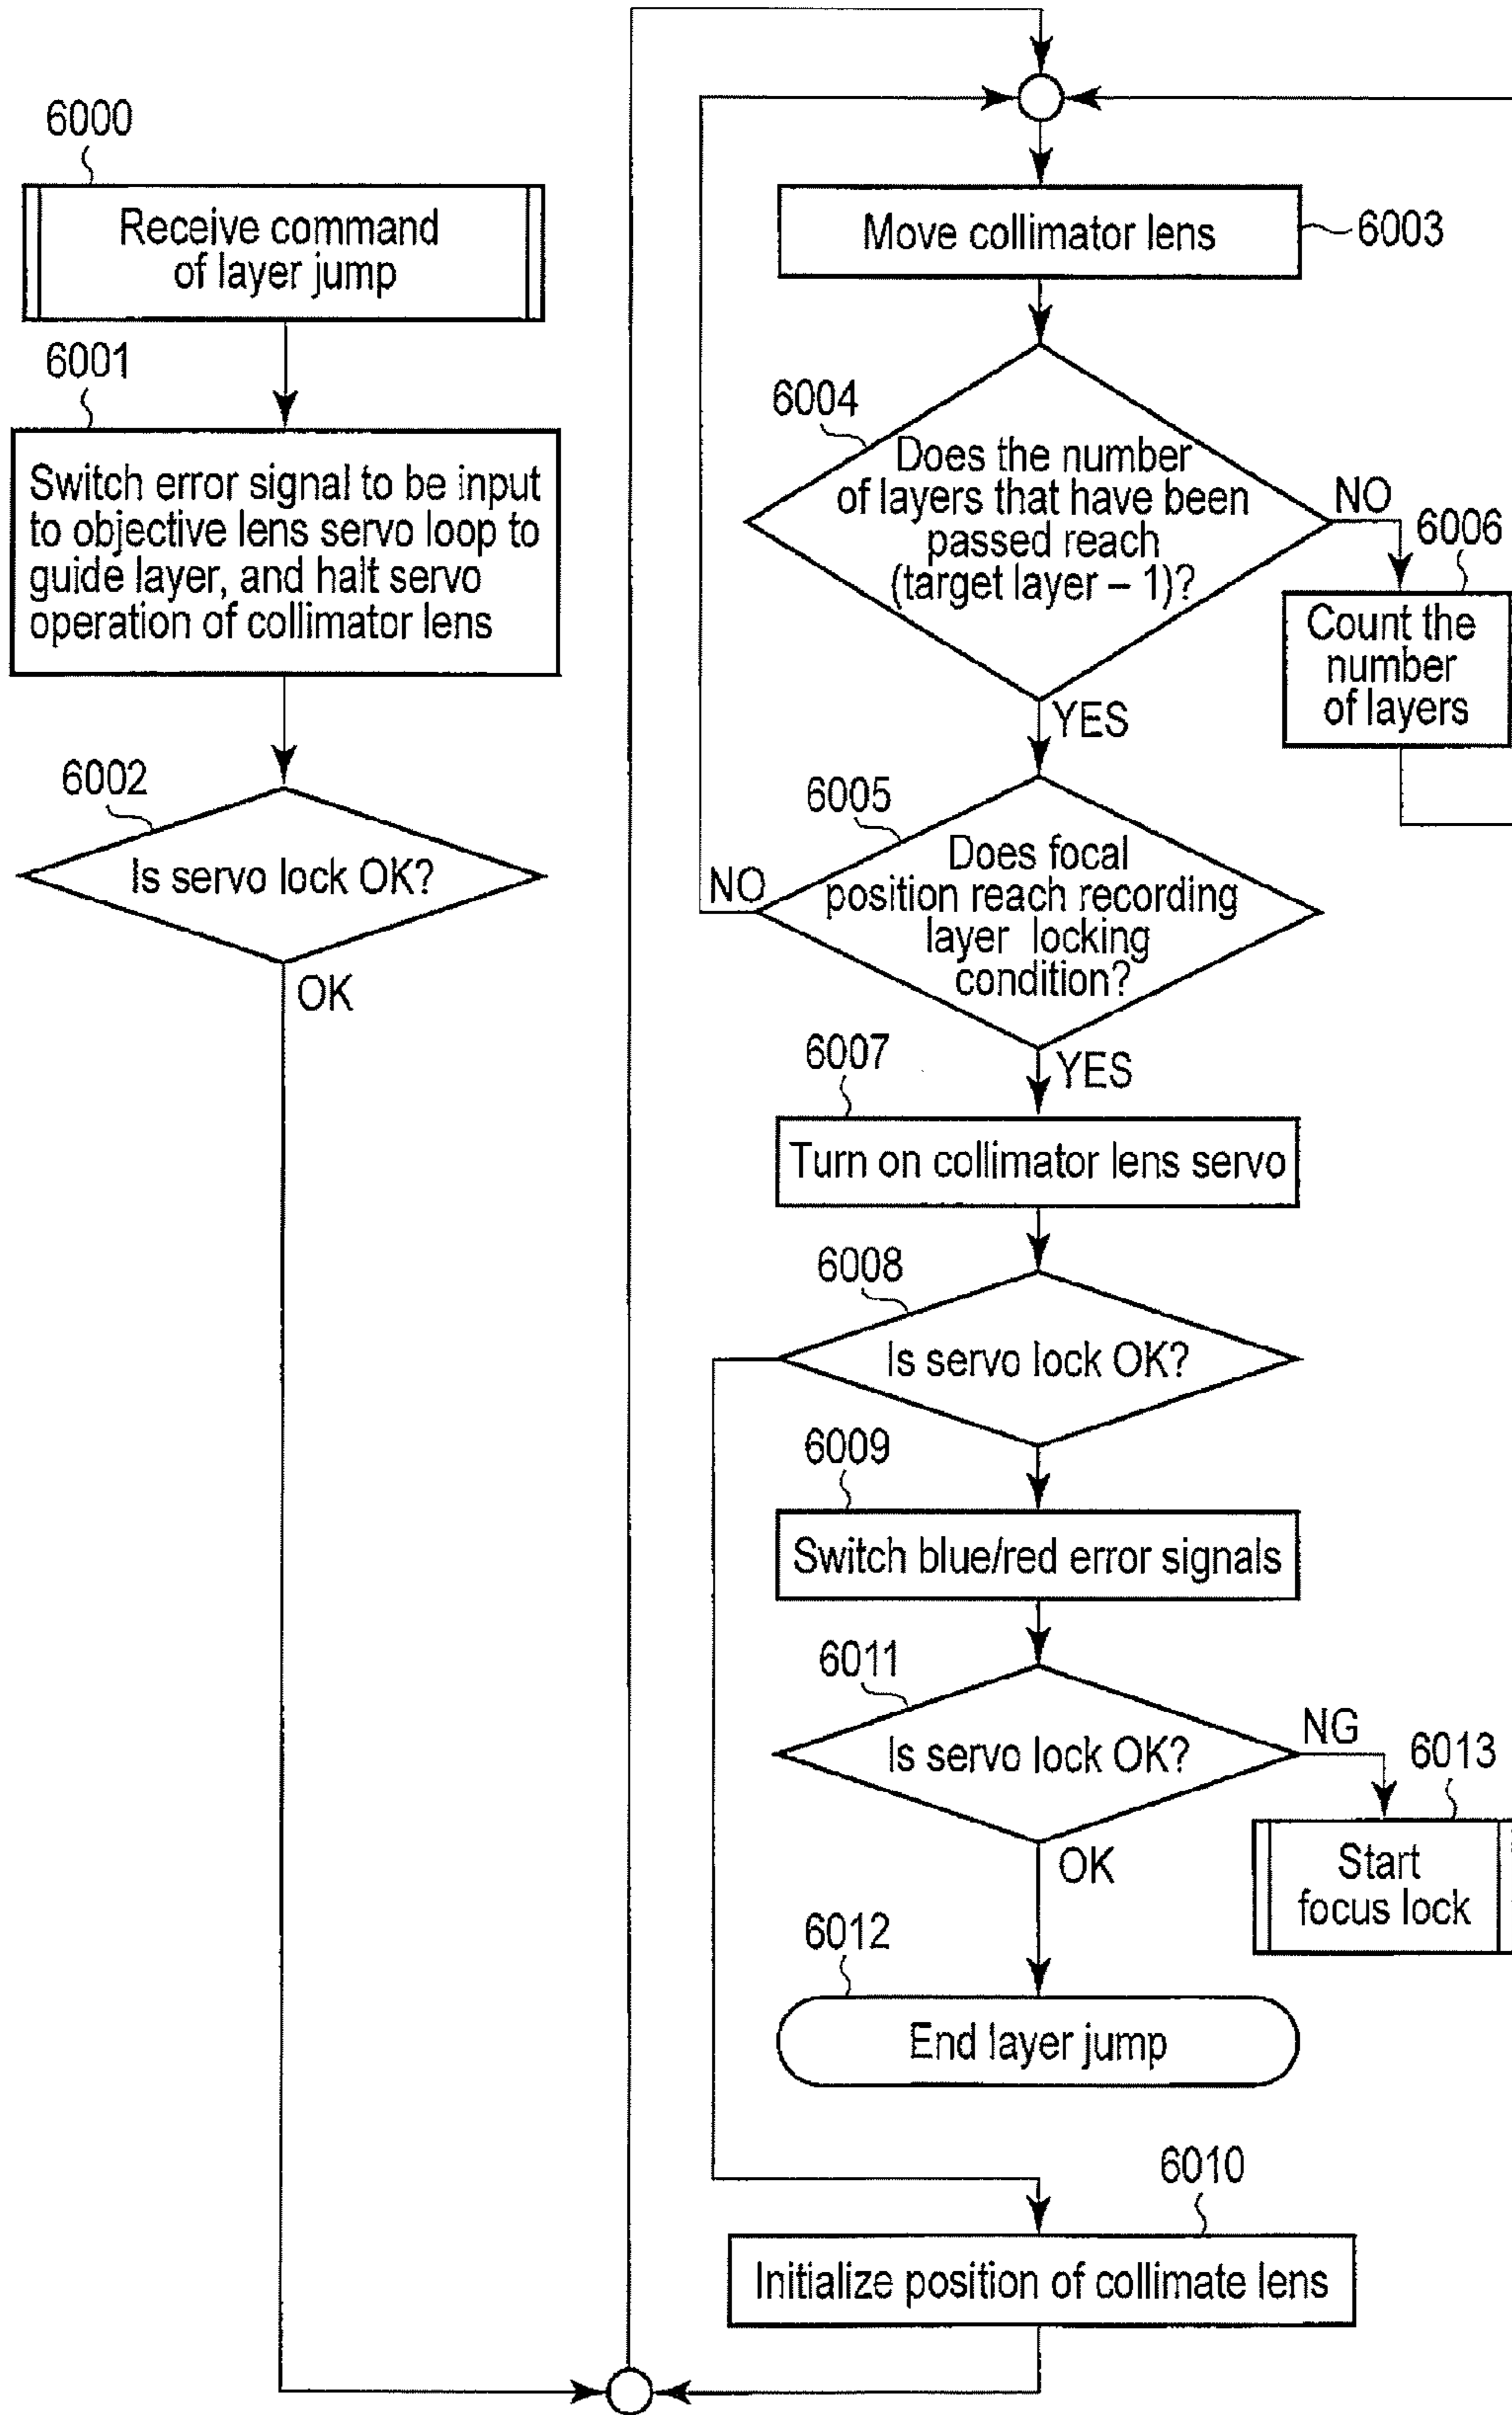 6000
Receive command
of layer jump
6001
Switch error signal to be input
to objective lens servo loop to
guide layer, and halt servo
operation of collimator lens
6002
Is servo lock OK?
OK
Move collimator lens
6003
6004
Does the number
of layers that have been
passed reach
(target layer – 1)?
NO
6006
Count the
number
of layers
YES
6005
Does focal
position reach recording
layer locking
condition?
NO
YES
6007
Turn on collimator lens servo
6008
Is servo lock OK?
6009
Switch blue/red error signals
6011
Is servo lock OK?
NG
6013
Start
focus lock
OK
6012
End layer jump
6010
Initialize position of collimate lens